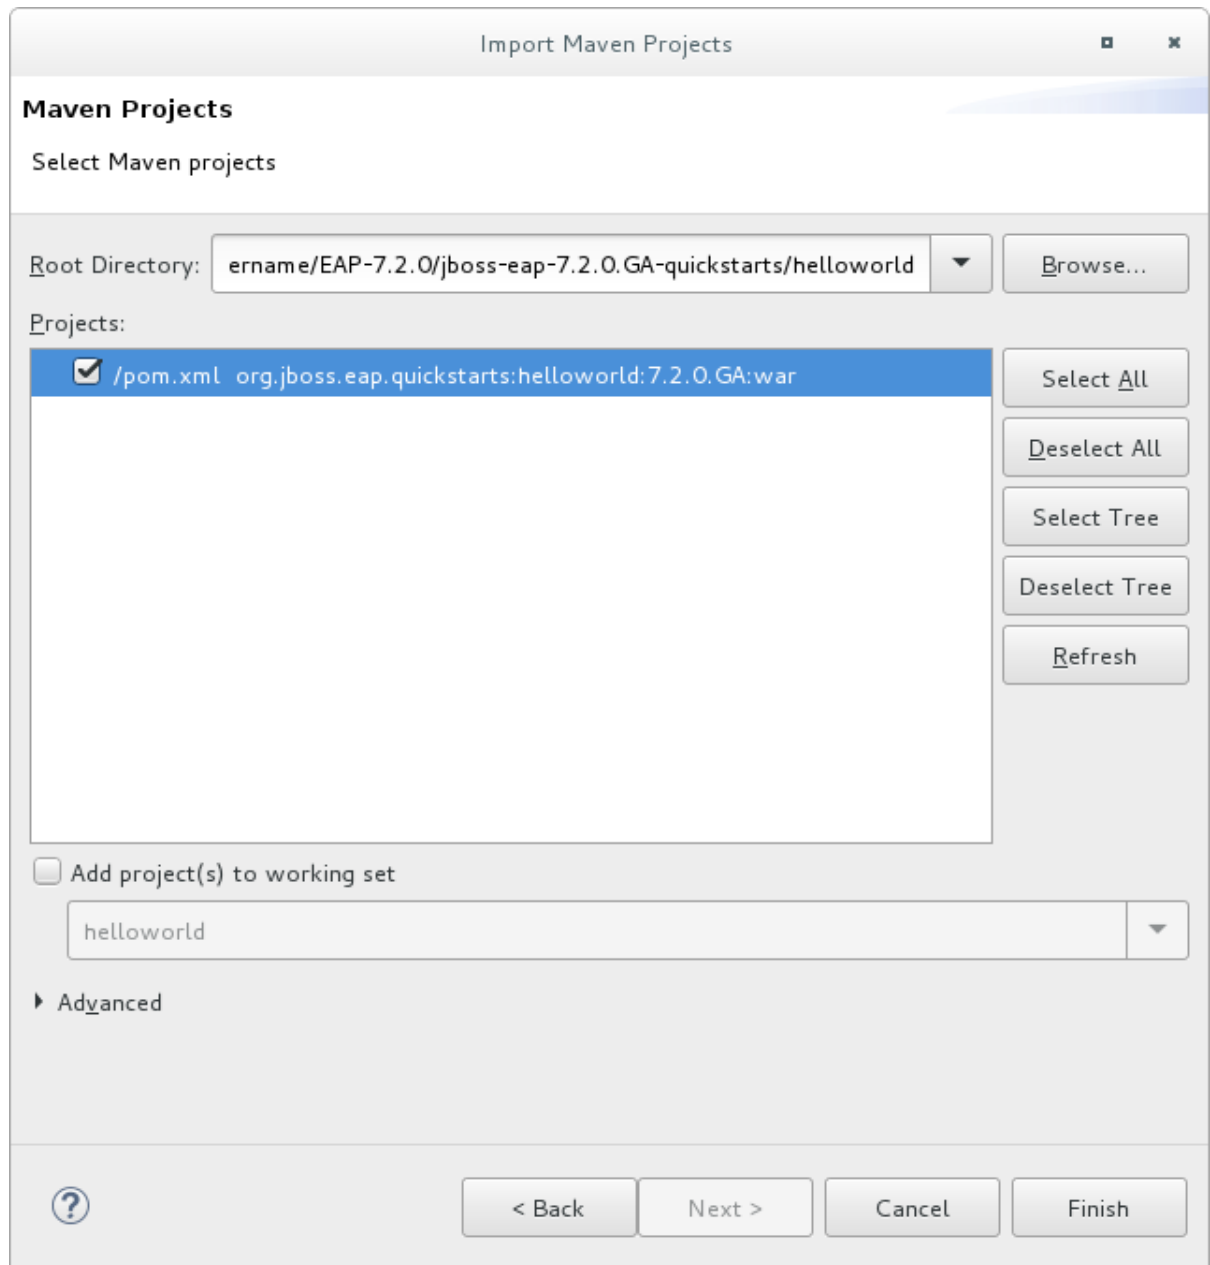 Import Maven Projects
Maven Projects
Select Maven projects
Root Directory: ername/EAP-7.2.0/jboss-eap-7.2.0.GA-quickstarts/helloworld Browse...
Projects:
/pom.xml org.jboss.eap.quickstarts:helloworld:7.2.0.GA:war
Select All
Deselect All
Select Tree
Deselect Tree
Refresh
Add project(s) to working set
helloworld
Advanced
? < Back Next > Cancel Finish